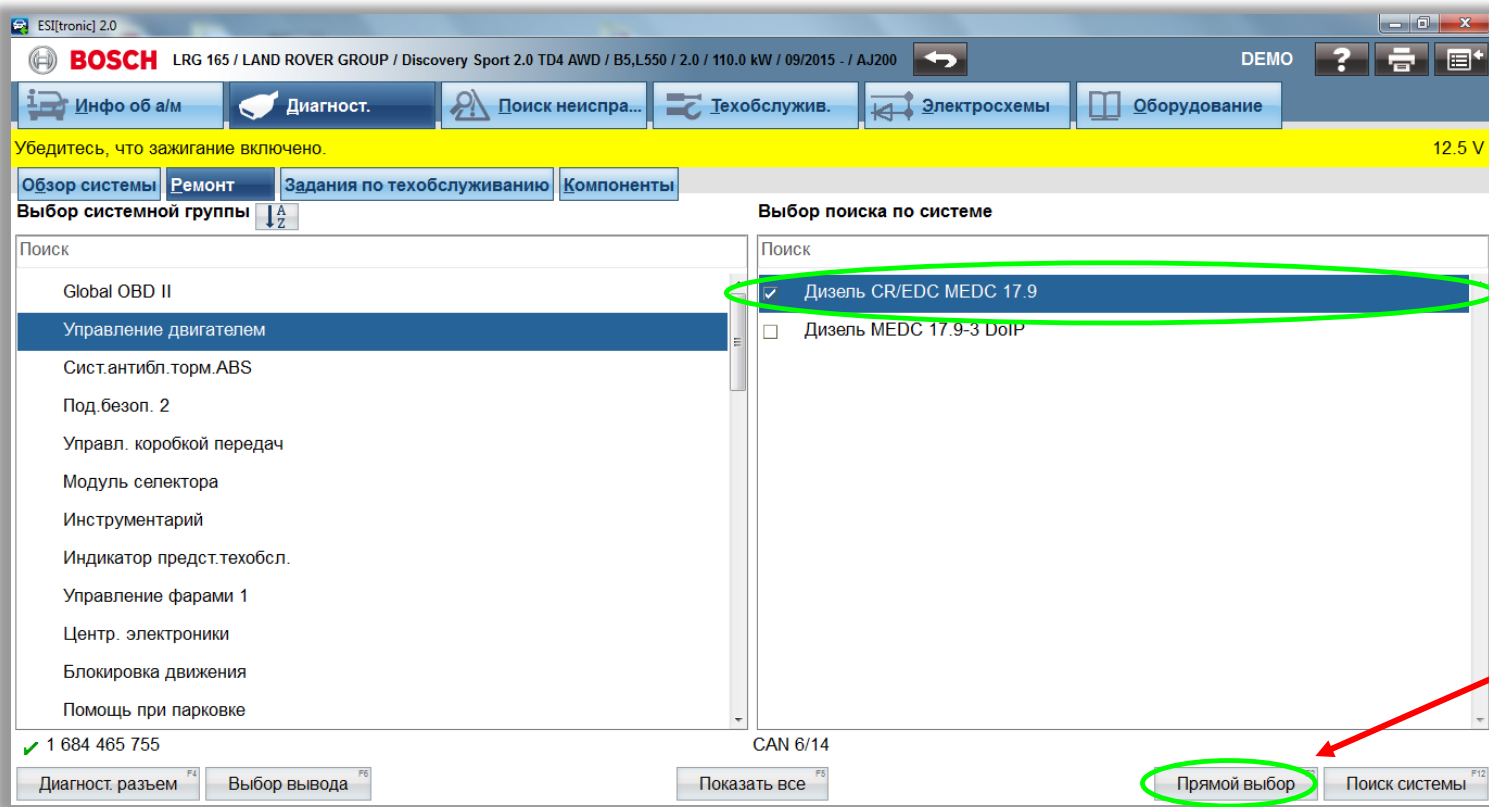 ESI[tronic] 2.0
BOSCH LRG 165 / LAND ROVER GROUP / Discovery Sport 2.0 TD4 AWD / B5,L550 / 2.0 / 110.0 kW / 09/2015 - / AJ200 DEMO ?
Инфо об а/м Диагност. Поиск неиспра... Техобслужив. Электросхемы Оборудование
Убедитесь, что зажигание включено. 12.5 V
Обзор системы Ремонт Задания по техобслуживанию Компоненты
Выбор системной группы A Z Выбор поиска по системе
Поиск Поиск
Global OBD II Дизель CR/EDC MEDC 17.9
Управление двигателем Дизель MEDC 17.9-3 DoIP
Сист.антибл.торм.ABS
Под.безоп. 2
Управл. коробкой передач
Модуль селектора
Инструментарий
Индикатор предст.техобсл.
Управление фарами 1
Центр. электроники
Блокировка движения
Помощь при парковке
1 684 465 755 CAN 6/14
Диагност. разъем F4 Выбор вывода F6 Показать все F5 Прямой выбор Поиск системы F12